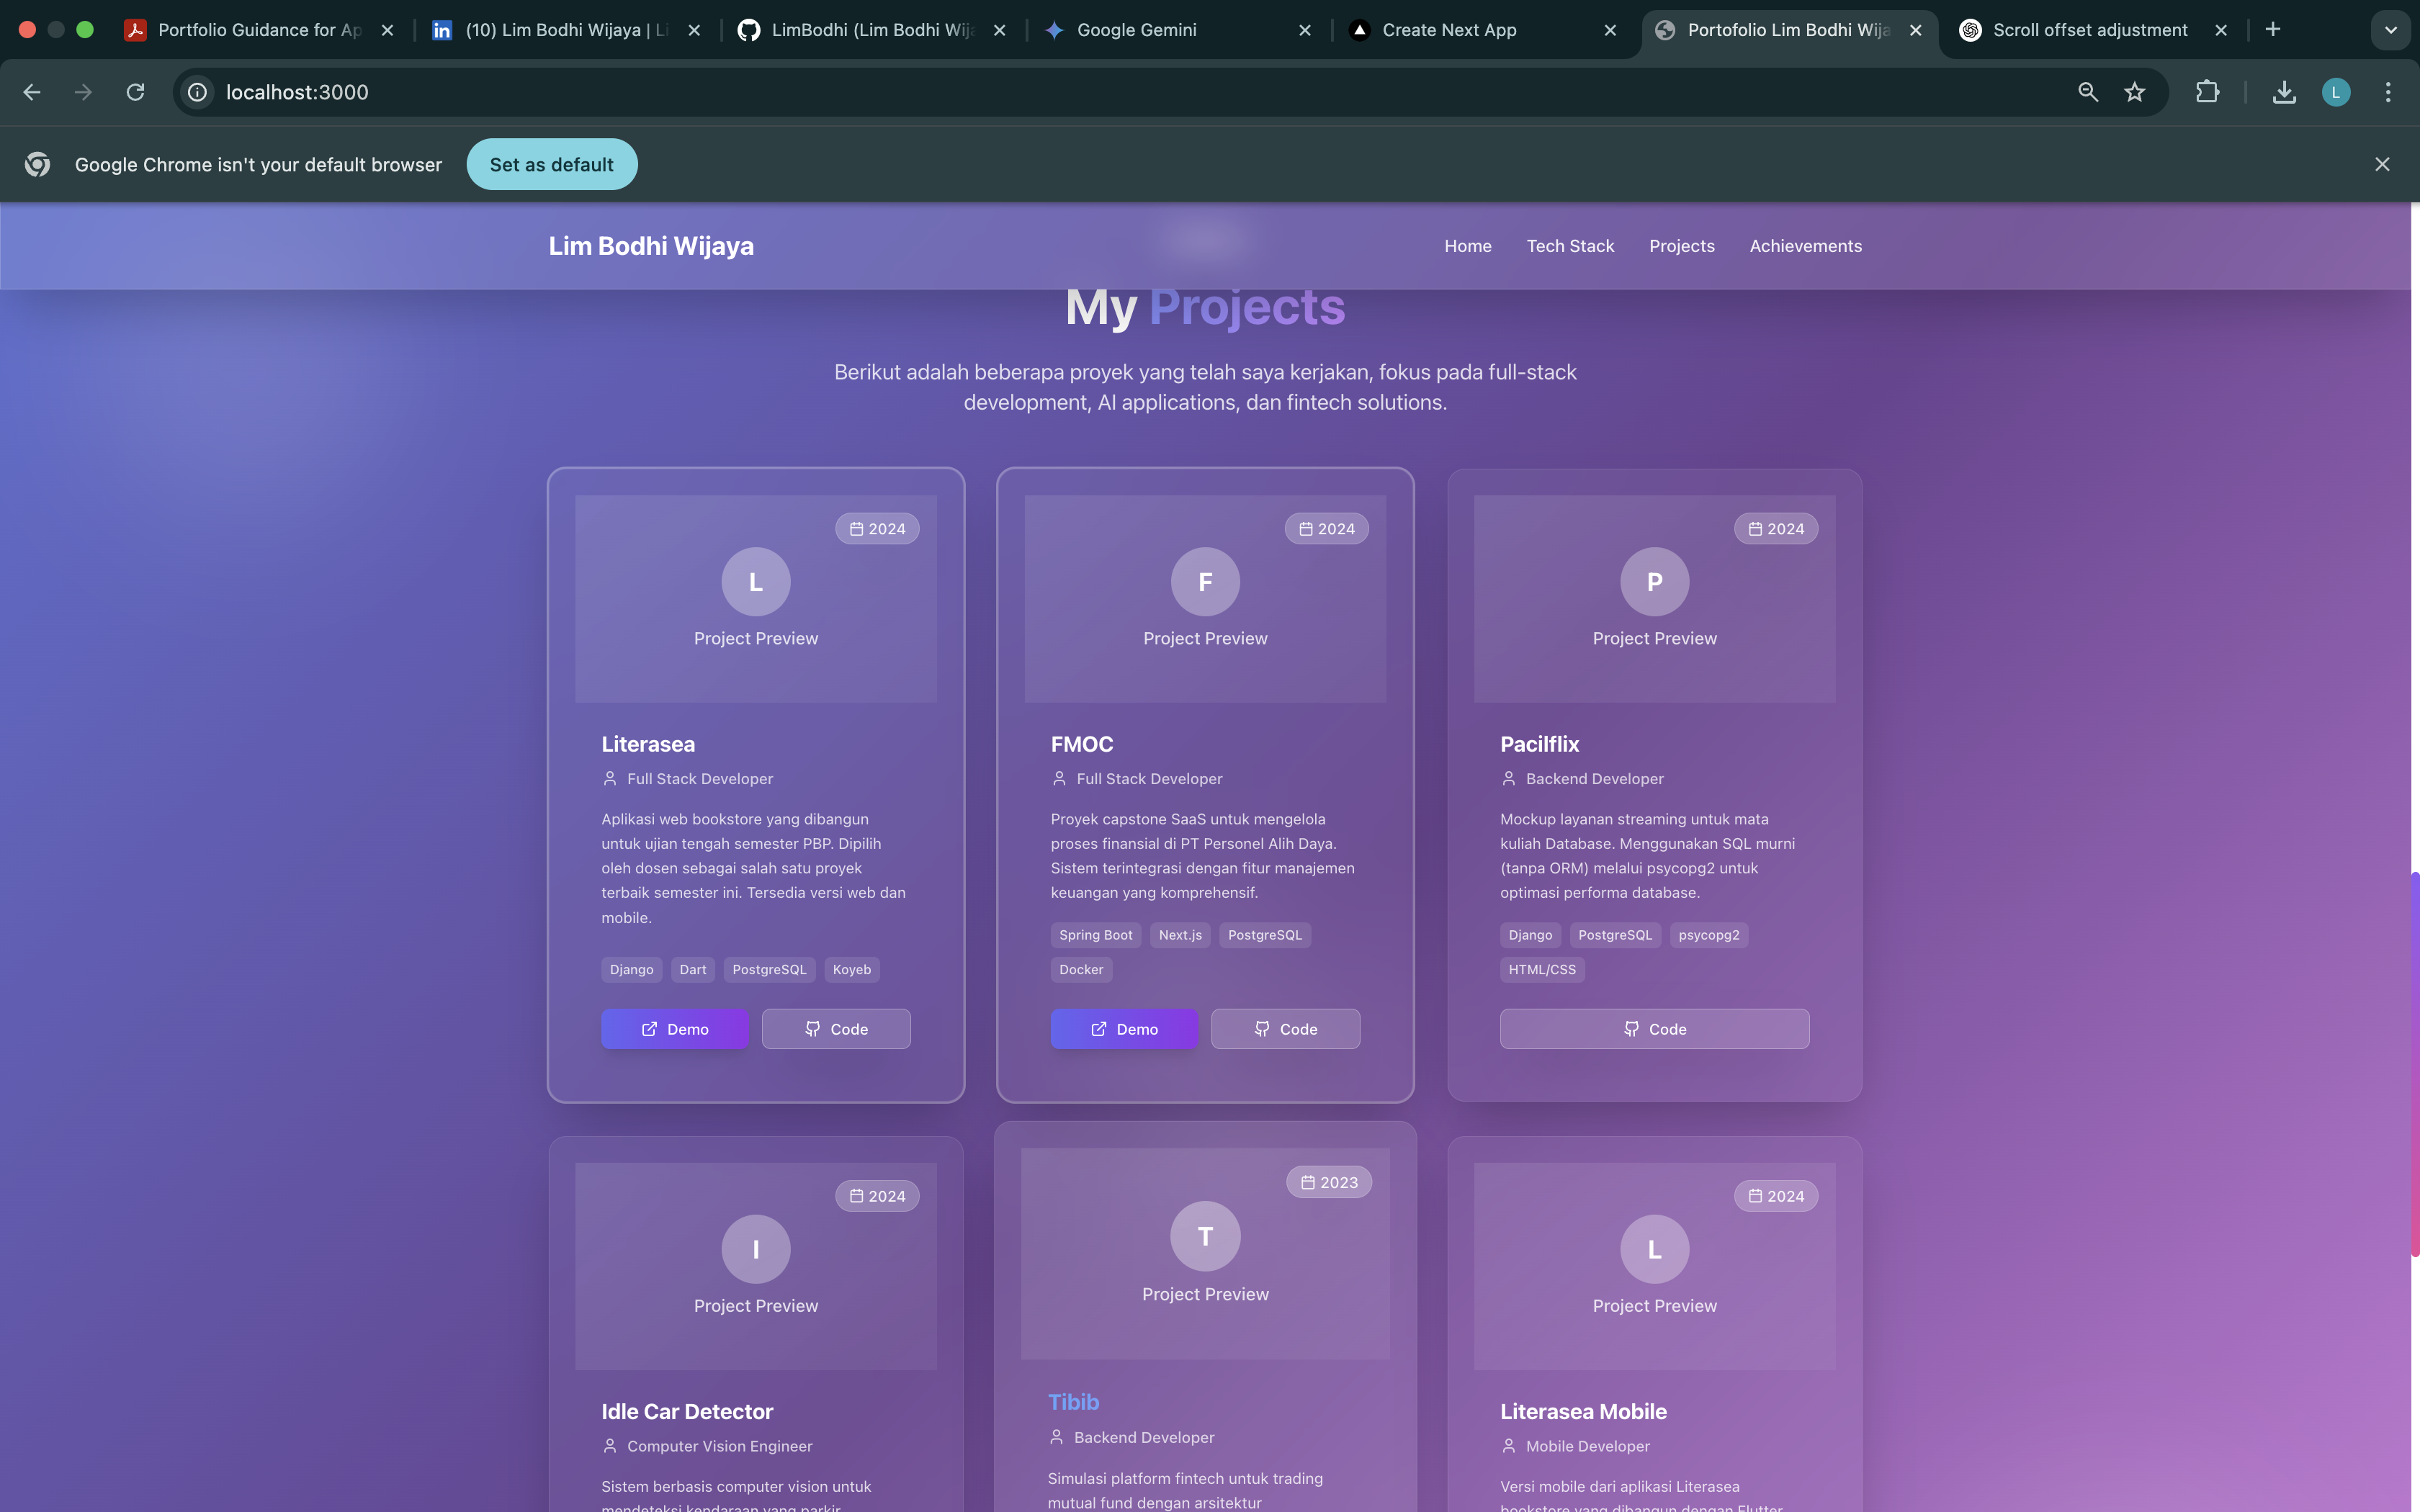 Portfolio Guidance for Ap
(10) Lim Bodhi Wijaya | Li
LimBodhi (Lim Bodhi Wija
Google Gemini
Create Next App
Portofolio Lim Bodhi Wija
Scroll offset adjustment
localhost:3000
L
Google Chrome isn't your default browser
Set as default
Lim Bodhi Wijaya
Home
Tech Stack
Projects
Achievements
My Projects
Berikut adalah beberapa proyek yang telah saya kerjakan, fokus pada full-stack
development, AI applications, dan fintech solutions.
2024
L
Project Preview
Literasea
Full Stack Developer
Aplikasi web bookstore yang dibangun
untuk ujian tengah semester PBP. Dipilih
oleh dosen sebagai salah satu proyek
terbaik semester ini. Tersedia versi web dan
mobile.
Django
Dart
PostgreSQL
Koyeb
Demo
Code
2024
F
Project Preview
FMOC
Full Stack Developer
Proyek capstone SaaS untuk mengelola
proses finansial di PT Personel Alih Daya.
Sistem terintegrasi dengan fitur manajemen
keuangan yang komprehensif.
Spring Boot
Next.js
PostgreSQL
Docker
Demo
Code
2024
P
Project Preview
Pacilflix
Backend Developer
Mockup layanan streaming untuk mata
kuliah Database. Menggunakan SQL murni
(tanpa ORM) melalui psycopg2 untuk
optimasi performa database.
Django
PostgreSQL
psycopg2
HTML/CSS
Code
2024
I
Project Preview
Idle Car Detector
Computer Vision Engineer
Sistem berbasis computer vision untuk
mendeteksi kendaraan yang parkir
2023
T
Project Preview
Tibib
Backend Developer
Simulasi platform fintech untuk trading
mutual fund dengan arsitektur
2024
L
Project Preview
Literasea Mobile
Mobile Developer
Versi mobile dari aplikasi Literasea
bookstore yang dibangun dengan Flutter